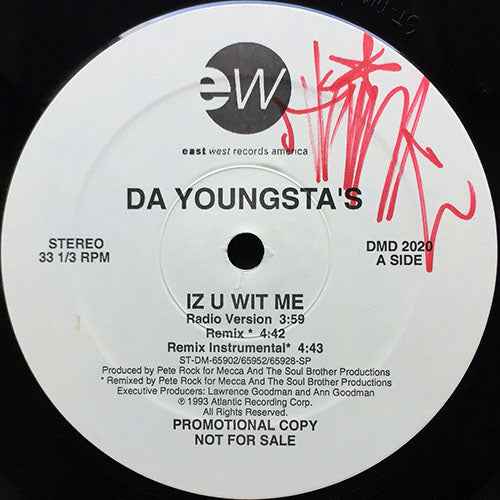 ew
east west records america
DA YOUNGSTA'S
STEREO
33 1/3 RPM
DMD 2020
A SIDE
IZ U WIT ME
Radio Version 3:59
Remix * 4:42
Remix Instrumental* 4:43
ST-DM-65902/65952/65928-SP
Produced by Pete Rock for Mecca And The Soul Brother Productions
* Remixed by Pete Rock for Mecca And The Soul Brother Productions
Executive Producers: Lawrence Goodman and Ann Goodman
℗ 1993 Atlantic Recording Corp.
All Rights Reserved.
PROMOTIONAL COPY
NOT FOR SALE